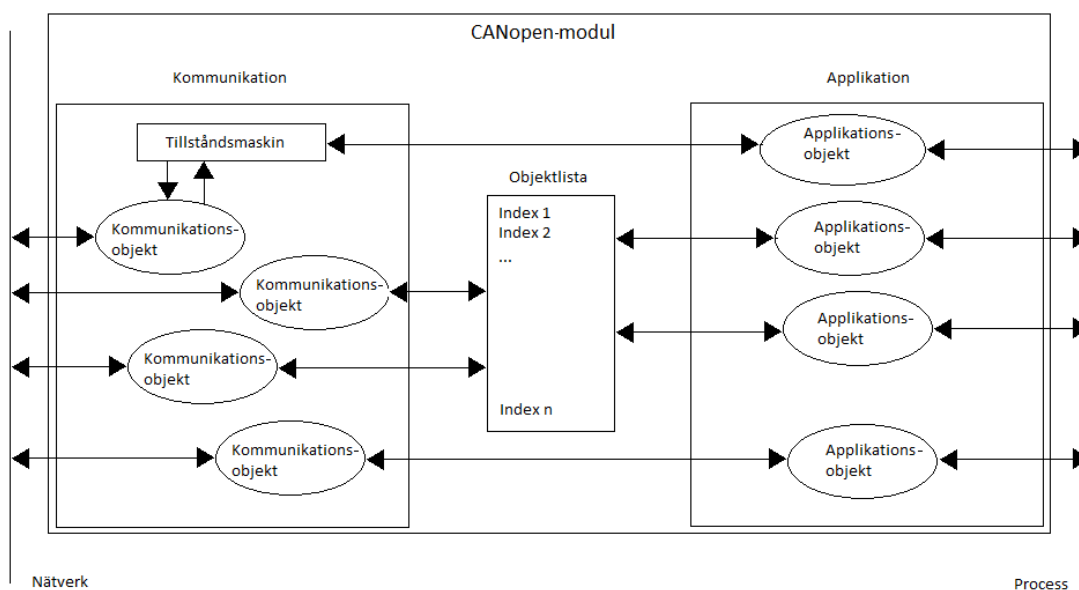 CANopen-modul
Kommunikation
Applikation
Tillståndsmaskin
Applikations-
objekt
Objektlista
Index 1
Index 2
...
Index n
Kommunikations-
objekt
Applikations-
objekt
Kommunikations-
objekt
Applikations-
objekt
Kommunikations-
objekt
Kommunikations-
objekt
Applikations-
objekt
Nätverk
Process